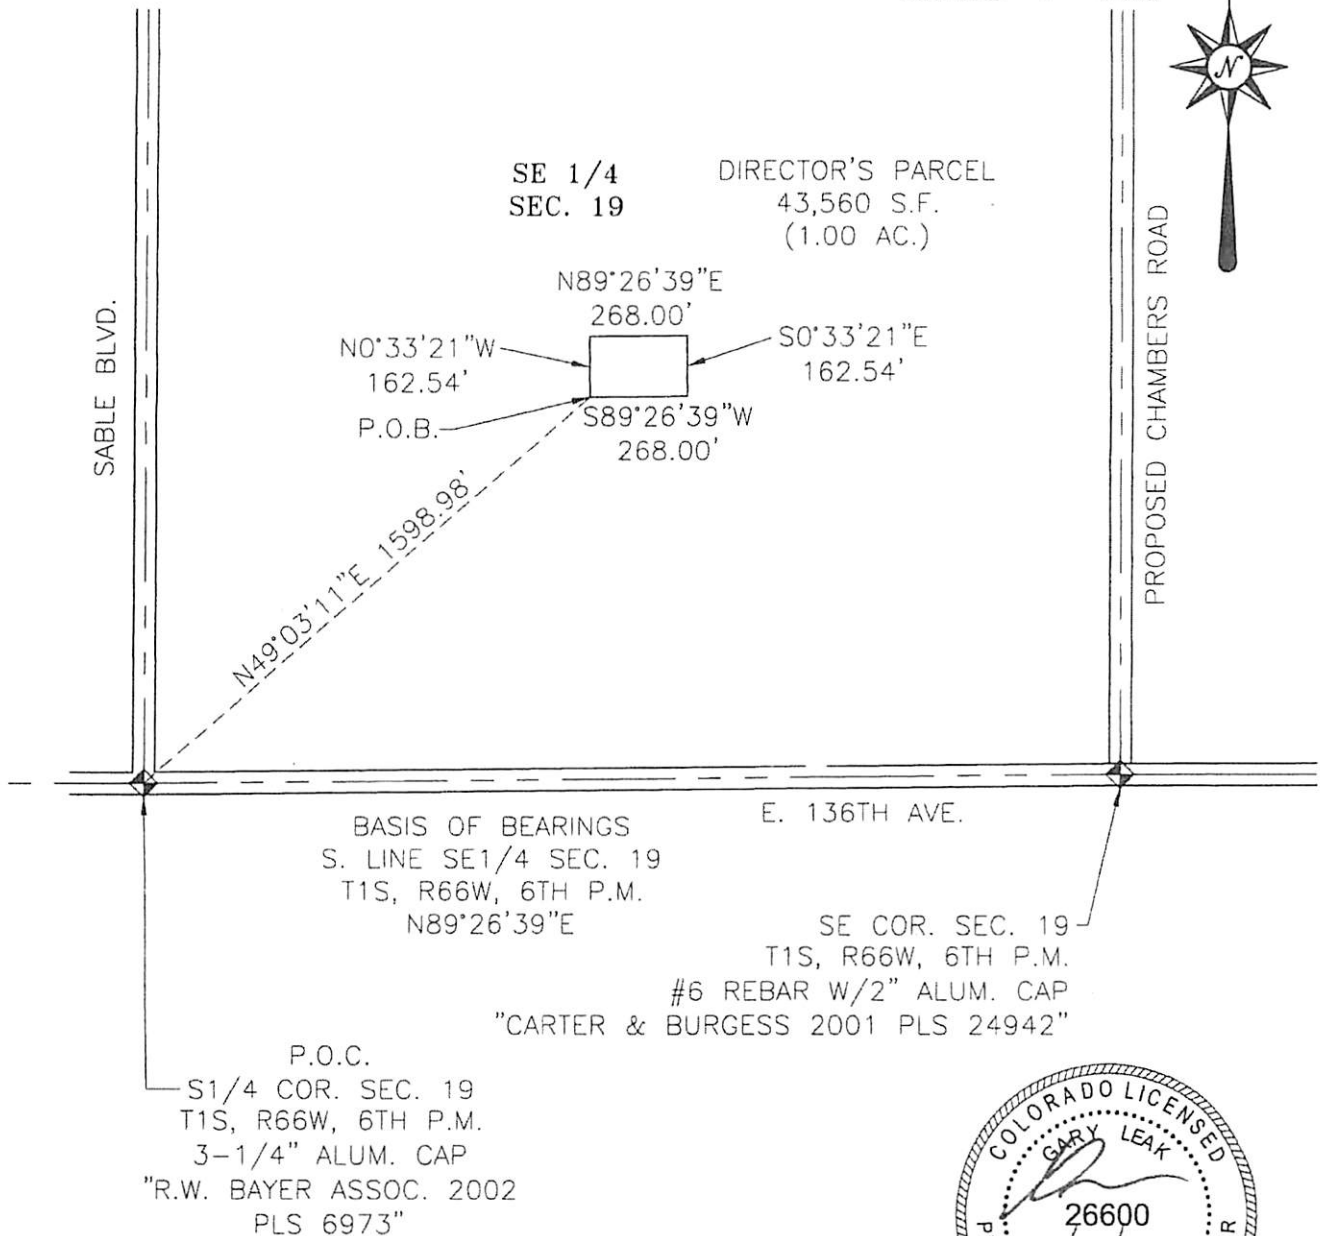 N
SE 1/4
SEC. 19
DIRECTOR'S PARCEL
43,560 S.F.
(1.00 AC.)
SABLE BLVD.
PROPOSED CHAMBERS ROAD
N89°26'39"E
268.00'
N0°33'21"W
162.54'
S0°33'21"E
162.54'
P.O.B.
S89°26'39"W
268.00'
N49°03'11"E 1598.98'
E. 136TH AVE.
BASIS OF BEARINGS
S. LINE SE1/4 SEC. 19
T1S, R66W, 6TH P.M.
N89°26'39"E
SE COR. SEC. 19
T1S, R66W, 6TH P.M.
#6 REBAR W/2" ALUM. CAP
"CARTER & BURGESS 2001 PLS 24942"
P.O.C.
S1/4 COR. SEC. 19
T1S, R66W, 6TH P.M.
3-1/4" ALUM. CAP
"R.W. BAYER ASSOC. 2002
PLS 6973"
COLORADO LICENSED
GARY LEAK
26600